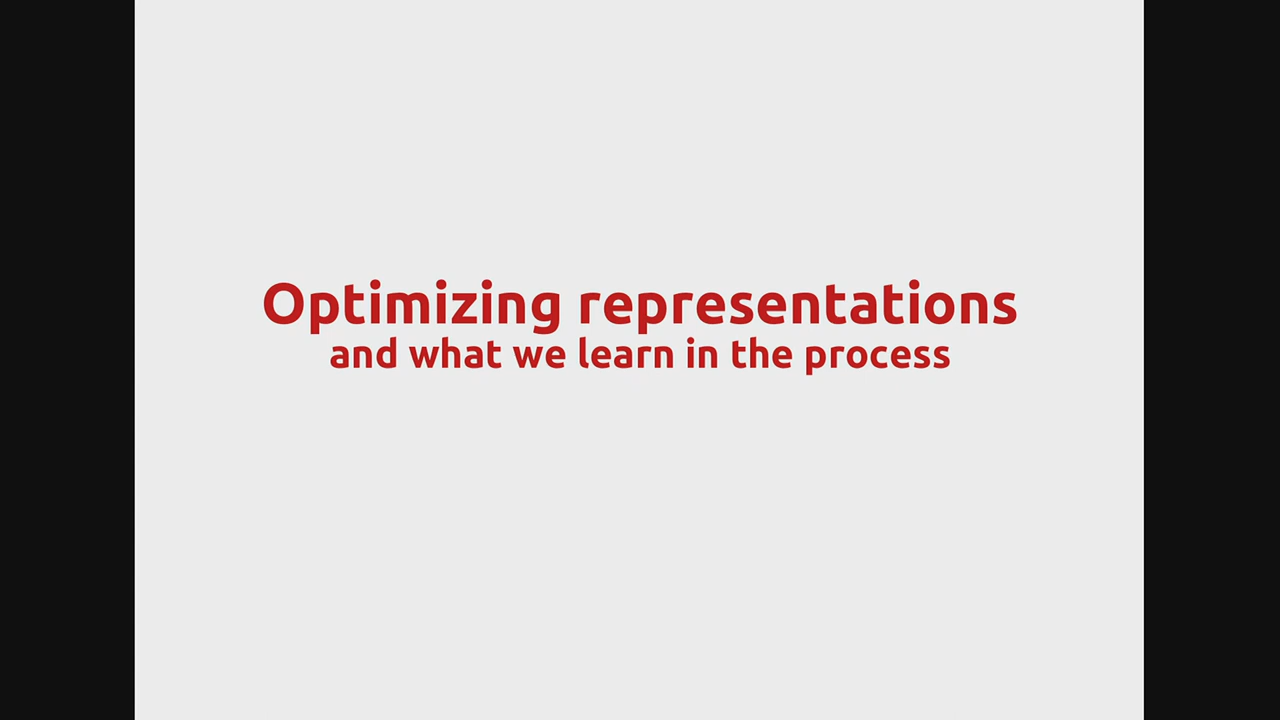 Optimizing representations
and what we learn in the process